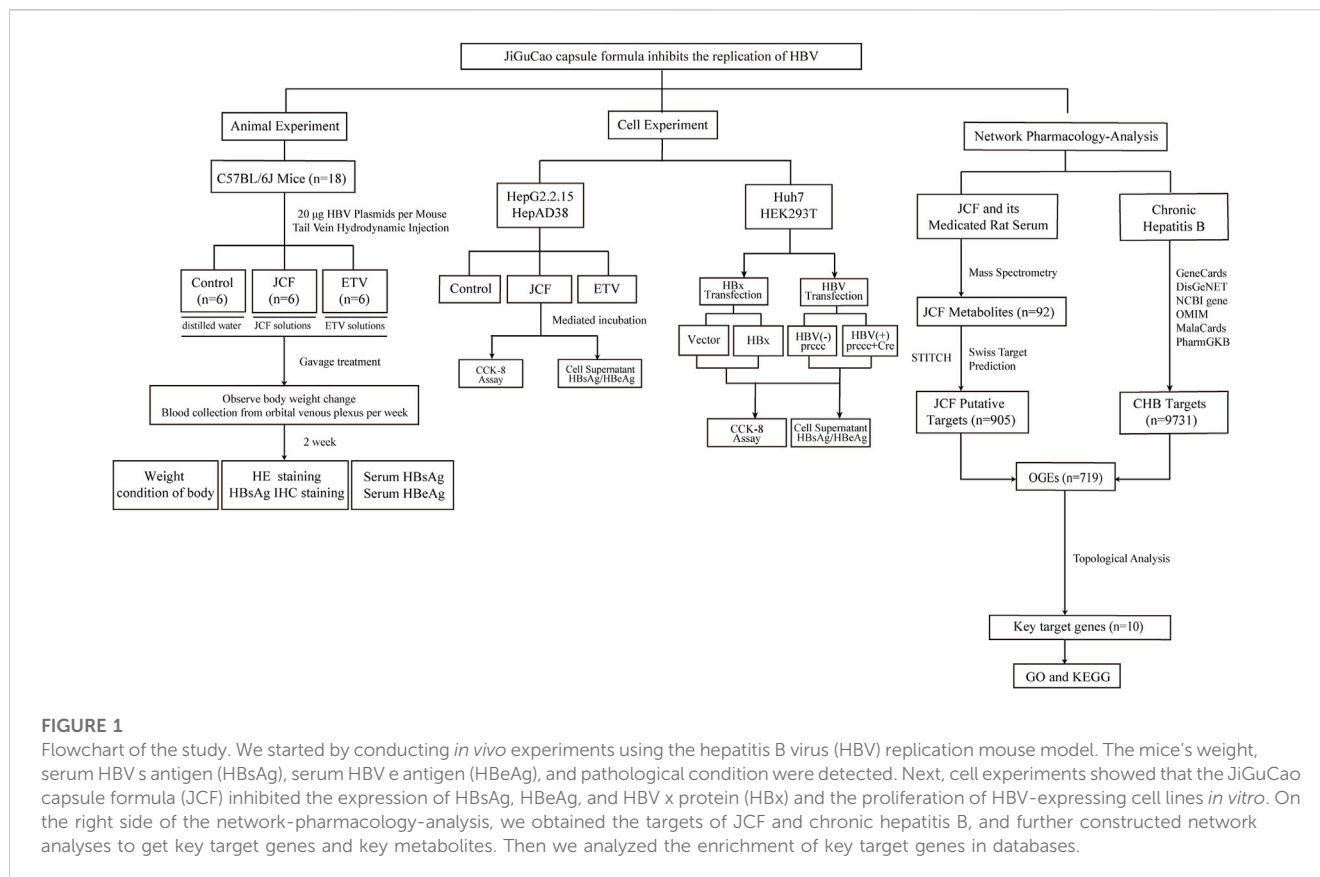 JiGuCao capsule formula inhibits the replication of HBV
Animal Experiment
C57BL/6J Mice (n=18)
20 μg HBV Plasmids per Mouse
Tail Vein Hydrodynamic Injection
Control
(n=6)
JCF
(n=6)
ETV
(n=6)
distilled water
JCF solutions
ETV solutions
Gavage treatment
Observe body weight change
Blood collection from orbital venous plexus per week
2 week
Weight
condition of body
HE staining
HBsAg IHC staining
Serum HBsAg
Serum HBeAg
Cell Experiment
HepG2.2.15
HepAD38
Control
JCF
ETV
Mediated incubation
CCK-8
Assay
Cell Supernatant
HBsAg/HBeAg
Huh7
HEK293T
HBx
Transfection
HBV
Transfection
Vector
HBx
HBV(-)
prccc
HBV(+)
prccc+Cre
CCK-8
Assay
Cell Supernatant
HBsAg/HBeAg
Network Pharmacology-Analysis
JCF and its
Medicated Rat Serum
Chronic
Hepatitis B
Mass Spectrometry
GeneCards
DisGeNET
NCBI gene
OMIM
MalaCards
PharmGKB
JCF Metabolites (n=92)
STITCH
Swiss Target
Prediction
JCF Putative
Targets (n=905)
CHB Targets
(n=9731)
OGEs (n=719)
Topological Analysis
Key target genes (n=10)
GO and KEGG
FIGURE 1
Flowchart of the study. We started by conducting in vivo experiments using the hepatitis B virus (HBV) replication mouse model. The mice's weight,
serum HBV s antigen (HBsAg), serum HBV e antigen (HBeAg), and pathological condition were detected. Next, cell experiments showed that the JiGuCao
capsule formula (JCF) inhibited the expression of HBsAg, HBeAg, and HBV x protein (HBx) and the proliferation of HBV-expressing cell lines in vitro. On
the right side of the network-pharmacology-analysis, we obtained the targets of JCF and chronic hepatitis B, and further constructed network
analyses to get key target genes and key metabolites. Then we analyzed the enrichment of key target genes in databases.